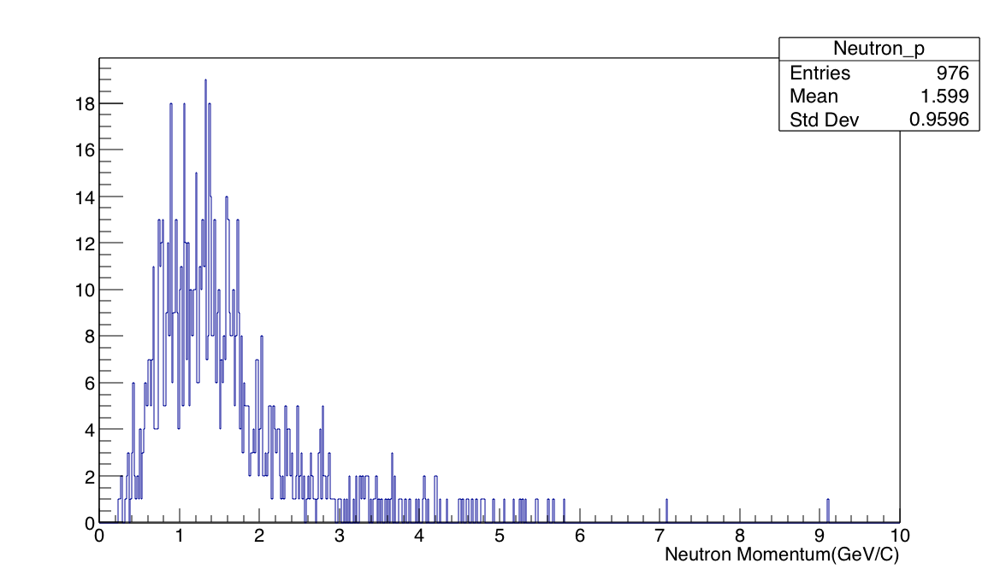 Neutron_p
Entries 976
Mean 1.599
Std Dev 0.9596
18
16
14
12
10
8
6
4
2
0
0 1 2 3 4 5 6 7 8 9 10
Neutron Momentum(GeV/C)